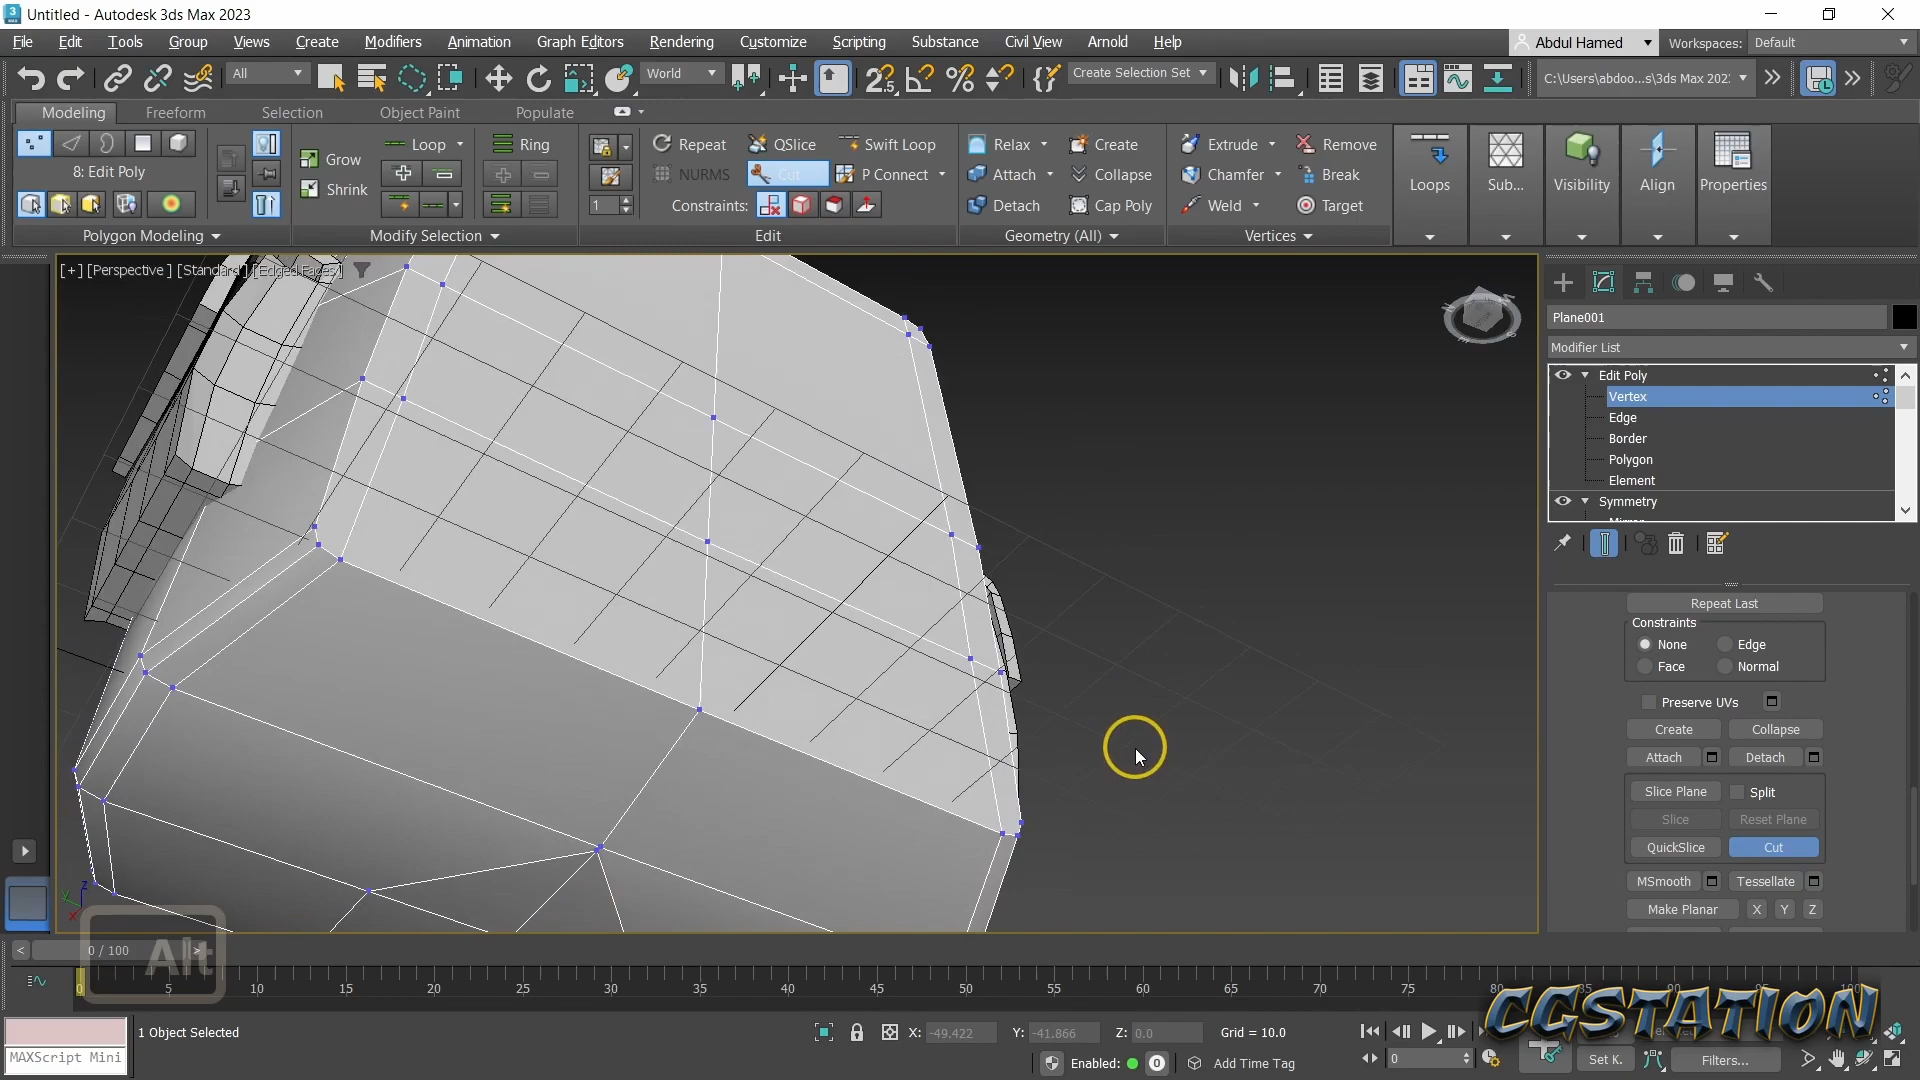 Untitled - Autodesk 3ds Max 2023
File Edit Tools Group Views Create Modifiers Animation Graph Editors Rendering Customize Scripting Substance Civil View Arnold Help
Abdul Hamed Workspaces: Default
All World Create Selection Set C:\Users\abdoo...s\3ds Max 202
Modeling Freeform Selection Object Paint Populate
Loop Ring Repeat QSlice Swift Loop Relax Create Extrude Remove
Grow NURMS Cut P Connect Attach Collapse Chamfer Break
8: Edit Poly Shrink Loops Sub... Visibility Align Properties
1 Constraints: Detach Cap Poly Weld Target
Polygon Modeling Modify Selection Edit Geometry (All) Vertices
[+] [Perspective ] [Standard] [Edged Faces]
Plane001
Modifier List
Edit Poly
Vertex
Edge
Border
Polygon
Element
Symmetry
Repeat Last
Constraints
None Edge
Face Normal
Preserve UVs
Create Collapse
Attach Detach
Slice Plane Split
Slice Reset Plane
QuickSlice Cut
MSmooth Tessellate
Make Planar X Y Z
z
x
< 0 / 100 >
Alt
0 5 10 15 20 25 30 35 40 45 50 55 60 65 70 75 80 100
CGSTATION
1 Object Selected X: -49.422 Y: -41.866 Z: 0.0 Grid = 10.0
MAXScript Mini Enabled: 0 Add Time Tag 0 Set K. Filters...